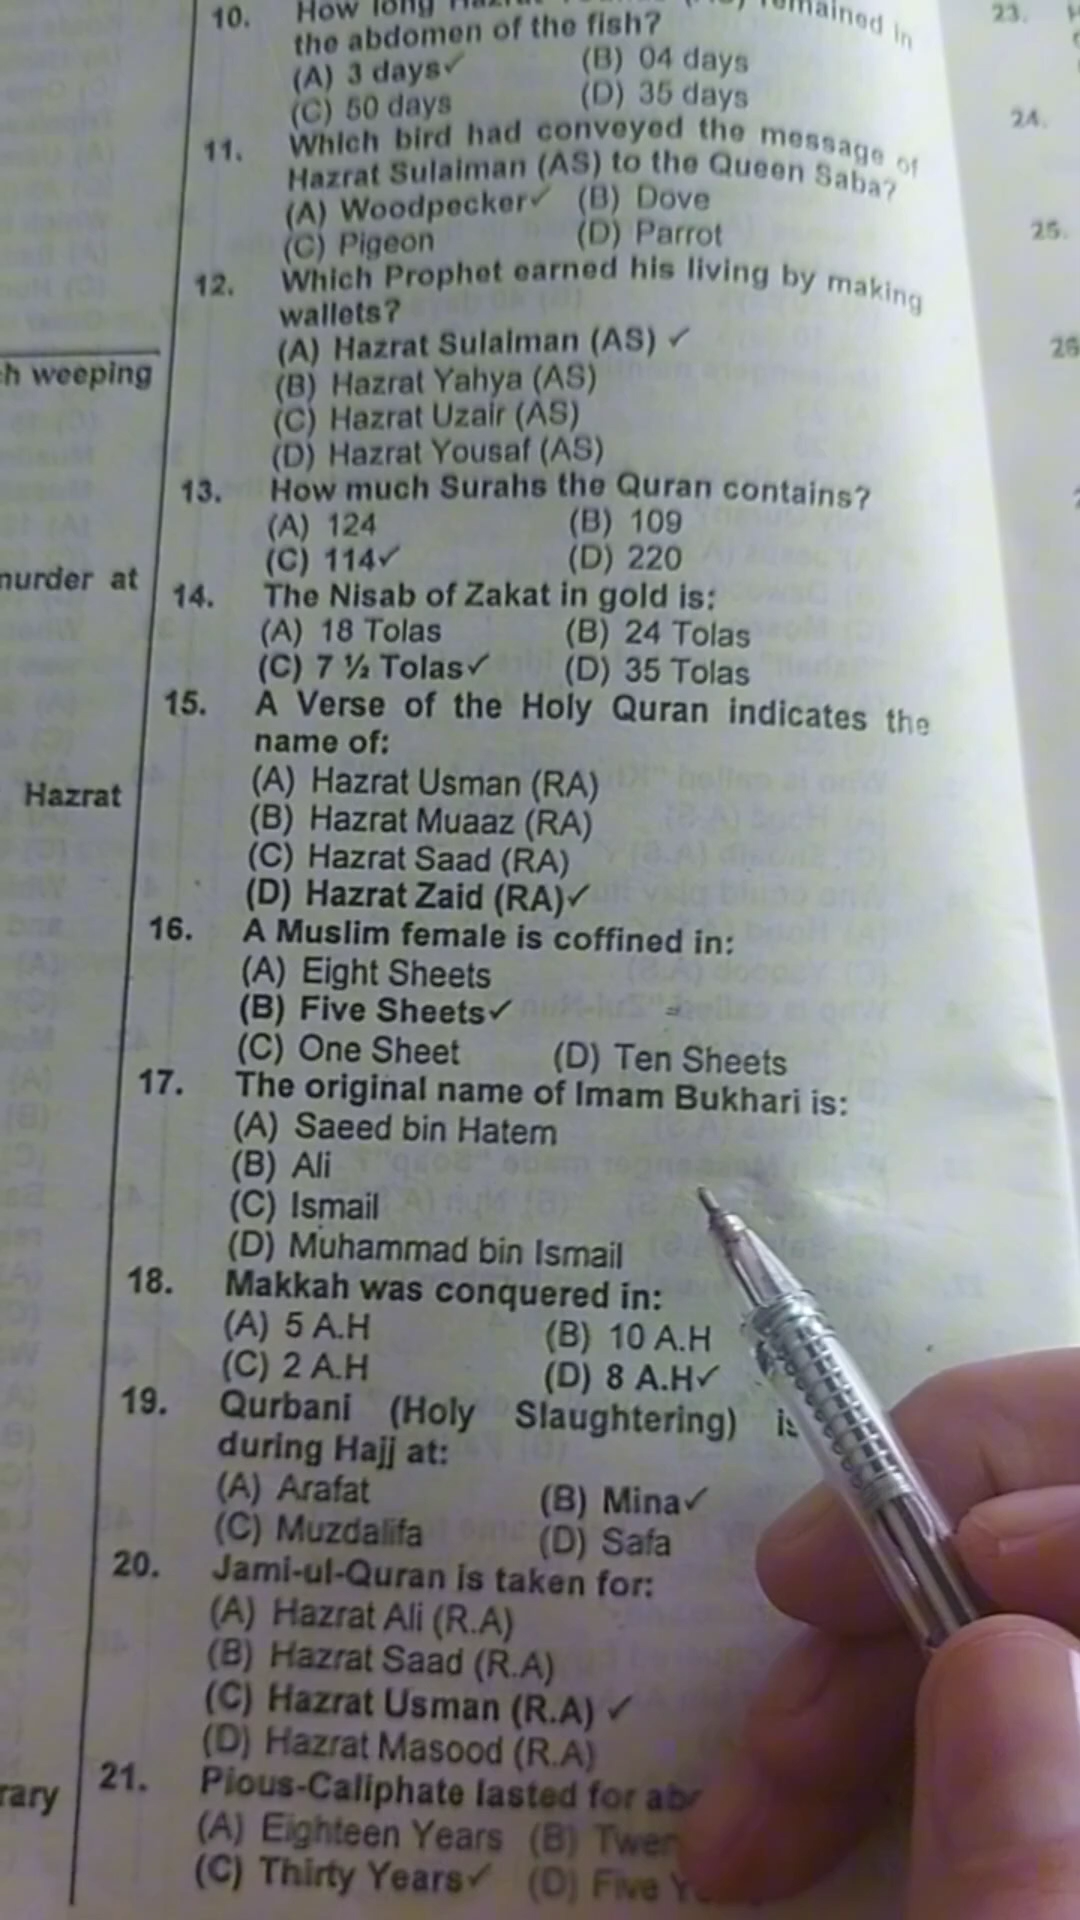 10. How long Hazrat remained in
the abdomen of the fish?
(A) 3 days✓ (B) 04 days
(C) 50 days (D) 35 days
11. Which bird had conveyed the message of
Hazrat Sulaiman (AS) to the Queen Saba?
(A) Woodpecker✓ (B) Dove
(C) Pigeon (D) Parrot
12. Which Prophet earned his living by making
wallets?
(A) Hazrat Sulaiman (AS) ✓
(B) Hazrat Yahya (AS)
(C) Hazrat Uzair (AS)
(D) Hazrat Yousaf (AS)
13. How much Surahs the Quran contains?
(A) 124 (B) 109
(C) 114✓ (D) 220
14. The Nisab of Zakat in gold is:
(A) 18 Tolas (B) 24 Tolas
(C) 7 ½ Tolas✓ (D) 35 Tolas
15. A Verse of the Holy Quran indicates the
name of:
(A) Hazrat Usman (RA)
(B) Hazrat Muaaz (RA)
(C) Hazrat Saad (RA)
(D) Hazrat Zaid (RA)✓
16. A Muslim female is coffined in:
(A) Eight Sheets
(B) Five Sheets✓
(C) One Sheet (D) Ten Sheets
17. The original name of Imam Bukhari is:
(A) Saeed bin Hatem
(B) Ali
(C) Ismail
(D) Muhammad bin Ismail
18. Makkah was conquered in:
(A) 5 A.H (B) 10 A.H
(C) 2 A.H (D) 8 A.H✓
19. Qurbani (Holy Slaughtering) is
during Hajj at:
(A) Arafat (B) Mina✓
(C) Muzdalifa (D) Safa
20. Jami-ul-Quran is taken for:
(A) Hazrat Ali (R.A)
(B) Hazrat Saad (R.A)
(C) Hazrat Usman (R.A) ✓
(D) Hazrat Masood (R.A)
21. Pious-Caliphate lasted for
(A) Eighteen Years (B)
(C) Thirty Years✓ (D) Five
weeping
murder at
Hazrat
23.
24.
25.
26